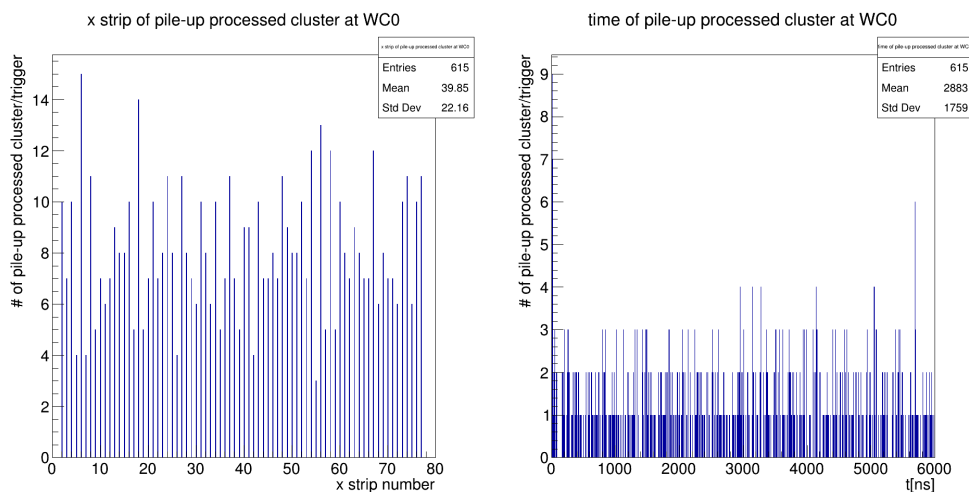 x strip of pile-up processed cluster at WC0
x strip of pile-up processed cluster at WC0
Entries 615
Mean 39.85
Std Dev 22.16
# of pile-up processed cluster/trigger
14
12
10
8
6
4
2
0
0 10 20 30 40 50 60 70 80
x strip number
time of pile-up processed cluster at WC0
time of pile-up processed cluster at WC
Entries 615
Mean 2883
Std Dev 1759
# of pile-up processed cluster/trigger
9
8
7
6
5
4
3
2
1
0
0 1000 2000 3000 4000 5000 6000
t[ns]